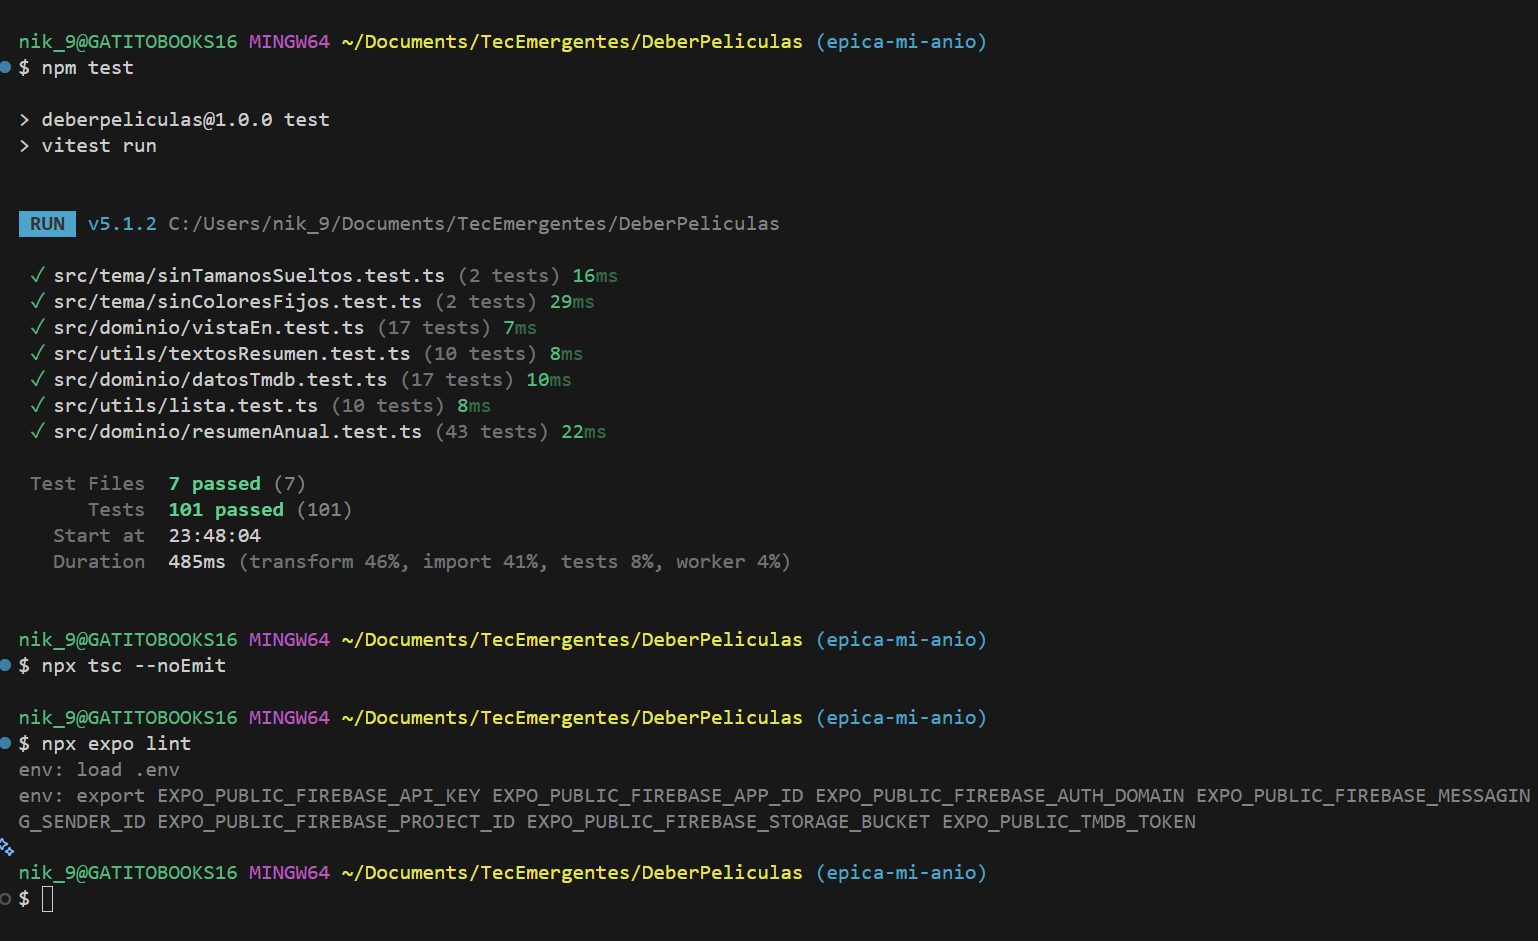 nik_9@GATITOBOOKS16 MINGW64 ~/Documents/TecEmergentes/DeberPeliculas (epica-mi-anio)
$ npm test
> deberpeliculas@1.0.0 test
> vitest run
RUN v5.1.2 C:/Users/nik_9/Documents/TecEmergentes/DeberPeliculas
✓ src/tema/sinTamanosSueltos.test.ts (2 tests) 16ms
✓ src/tema/sinColoresFijos.test.ts (2 tests) 29ms
✓ src/dominio/vistaEn.test.ts (17 tests) 7ms
✓ src/utils/textosResumen.test.ts (10 tests) 8ms
✓ src/dominio/datosTmdb.test.ts (17 tests) 10ms
✓ src/utils/lista.test.ts (10 tests) 8ms
✓ src/dominio/resumenAnual.test.ts (43 tests) 22ms
Test Files 7 passed (7)
Tests 101 passed (101)
Start at 23:48:04
Duration 485ms (transform 46%, import 41%, tests 8%, worker 4%)
nik_9@GATITOBOOKS16 MINGW64 ~/Documents/TecEmergentes/DeberPeliculas (epica-mi-anio)
$ npx tsc --noEmit
nik_9@GATITOBOOKS16 MINGW64 ~/Documents/TecEmergentes/DeberPeliculas (epica-mi-anio)
$ npx expo lint
env: load .env
env: export EXPO_PUBLIC_FIREBASE_API_KEY EXPO_PUBLIC_FIREBASE_APP_ID EXPO_PUBLIC_FIREBASE_AUTH_DOMAIN EXPO_PUBLIC_FIREBASE_MESSAGIN
G_SENDER_ID EXPO_PUBLIC_FIREBASE_PROJECT_ID EXPO_PUBLIC_FIREBASE_STORAGE_BUCKET EXPO_PUBLIC_TMDB_TOKEN
nik_9@GATITOBOOKS16 MINGW64 ~/Documents/TecEmergentes/DeberPeliculas (epica-mi-anio)
$